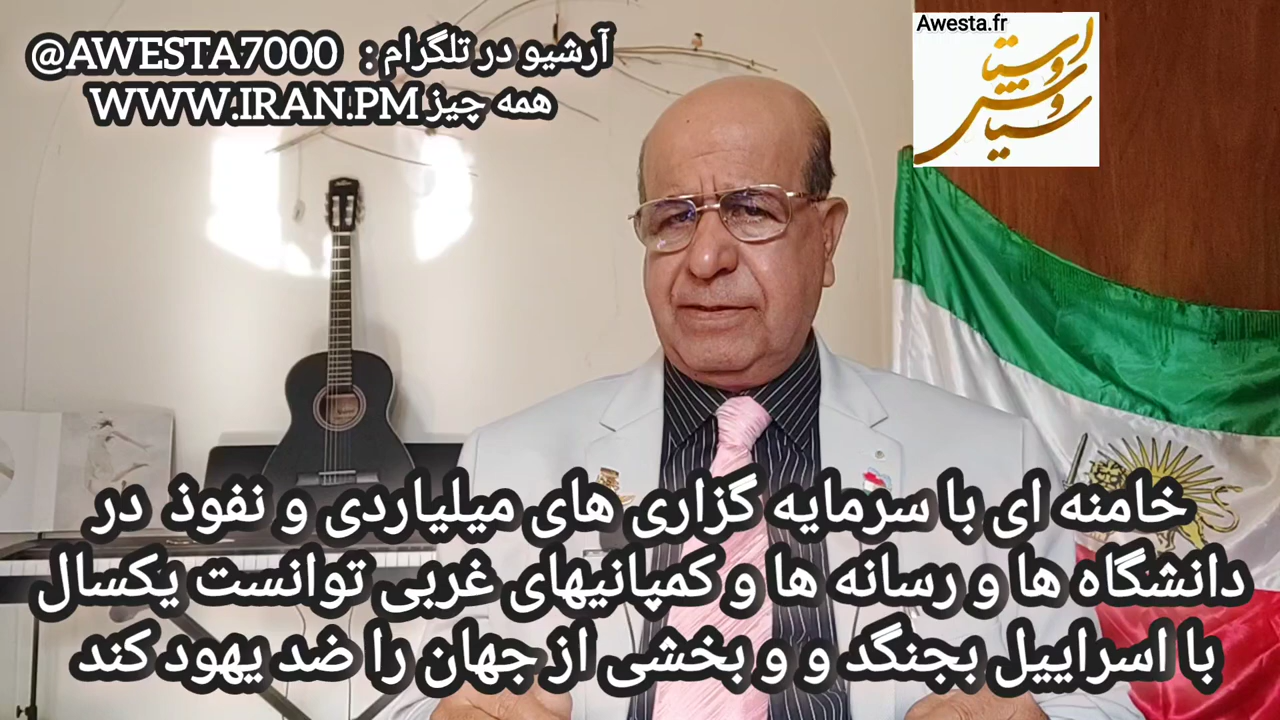 آرشیو در تلگرام : @AWESTA7000
همه چیز WWW.IRAN.PM
Awesta.fr
اوستا
و
سیاوش
خامنه ای با سرمایه گزاری های میلیاردی و نفوذ در
دانشگاه ها و رسانه ها و کمپانیهای غربی توانست یکسال
با اسراییل بجنگد و و بخشی از جهان را ضد یهود کند